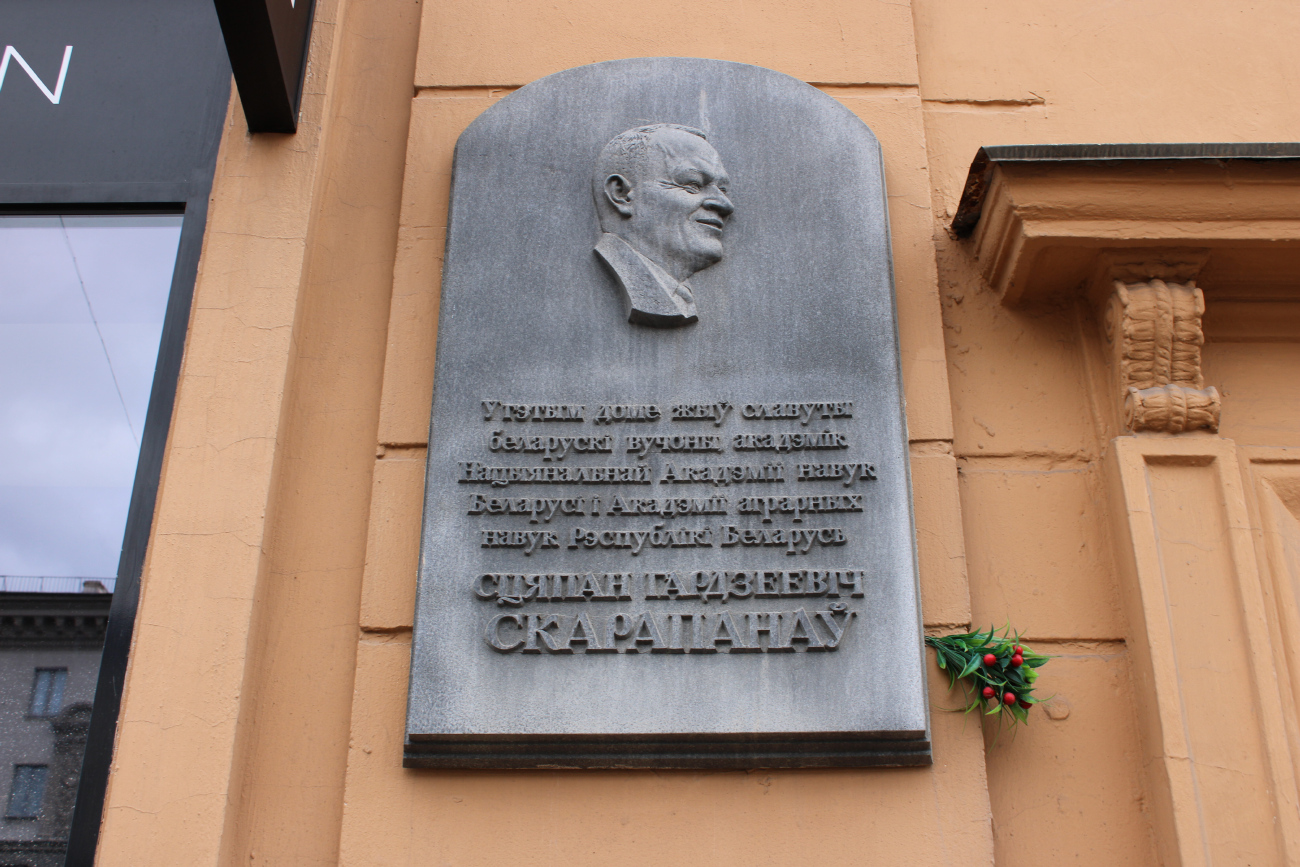 N
У гэтым доме жыў славуты
беларускі вучоны, акадэмік
Нацыянальнай Акадэміі навук
Беларусі і Акадэміі аграрных
навук Рэспублікі Беларусь
СЦЯПАН ГАРДЗЕЕВІЧ
СКАРАПАНАЎ